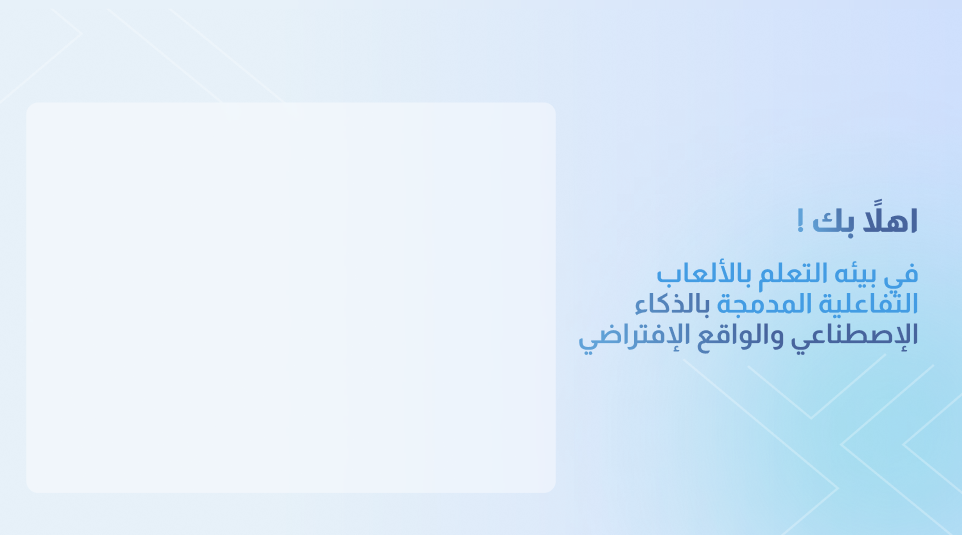 اهلًا بك !
في بيئه التعلم بالألعاب
التفاعلية المدمجة بالذكاء
الإصطناعي والواقع الإفتراضي